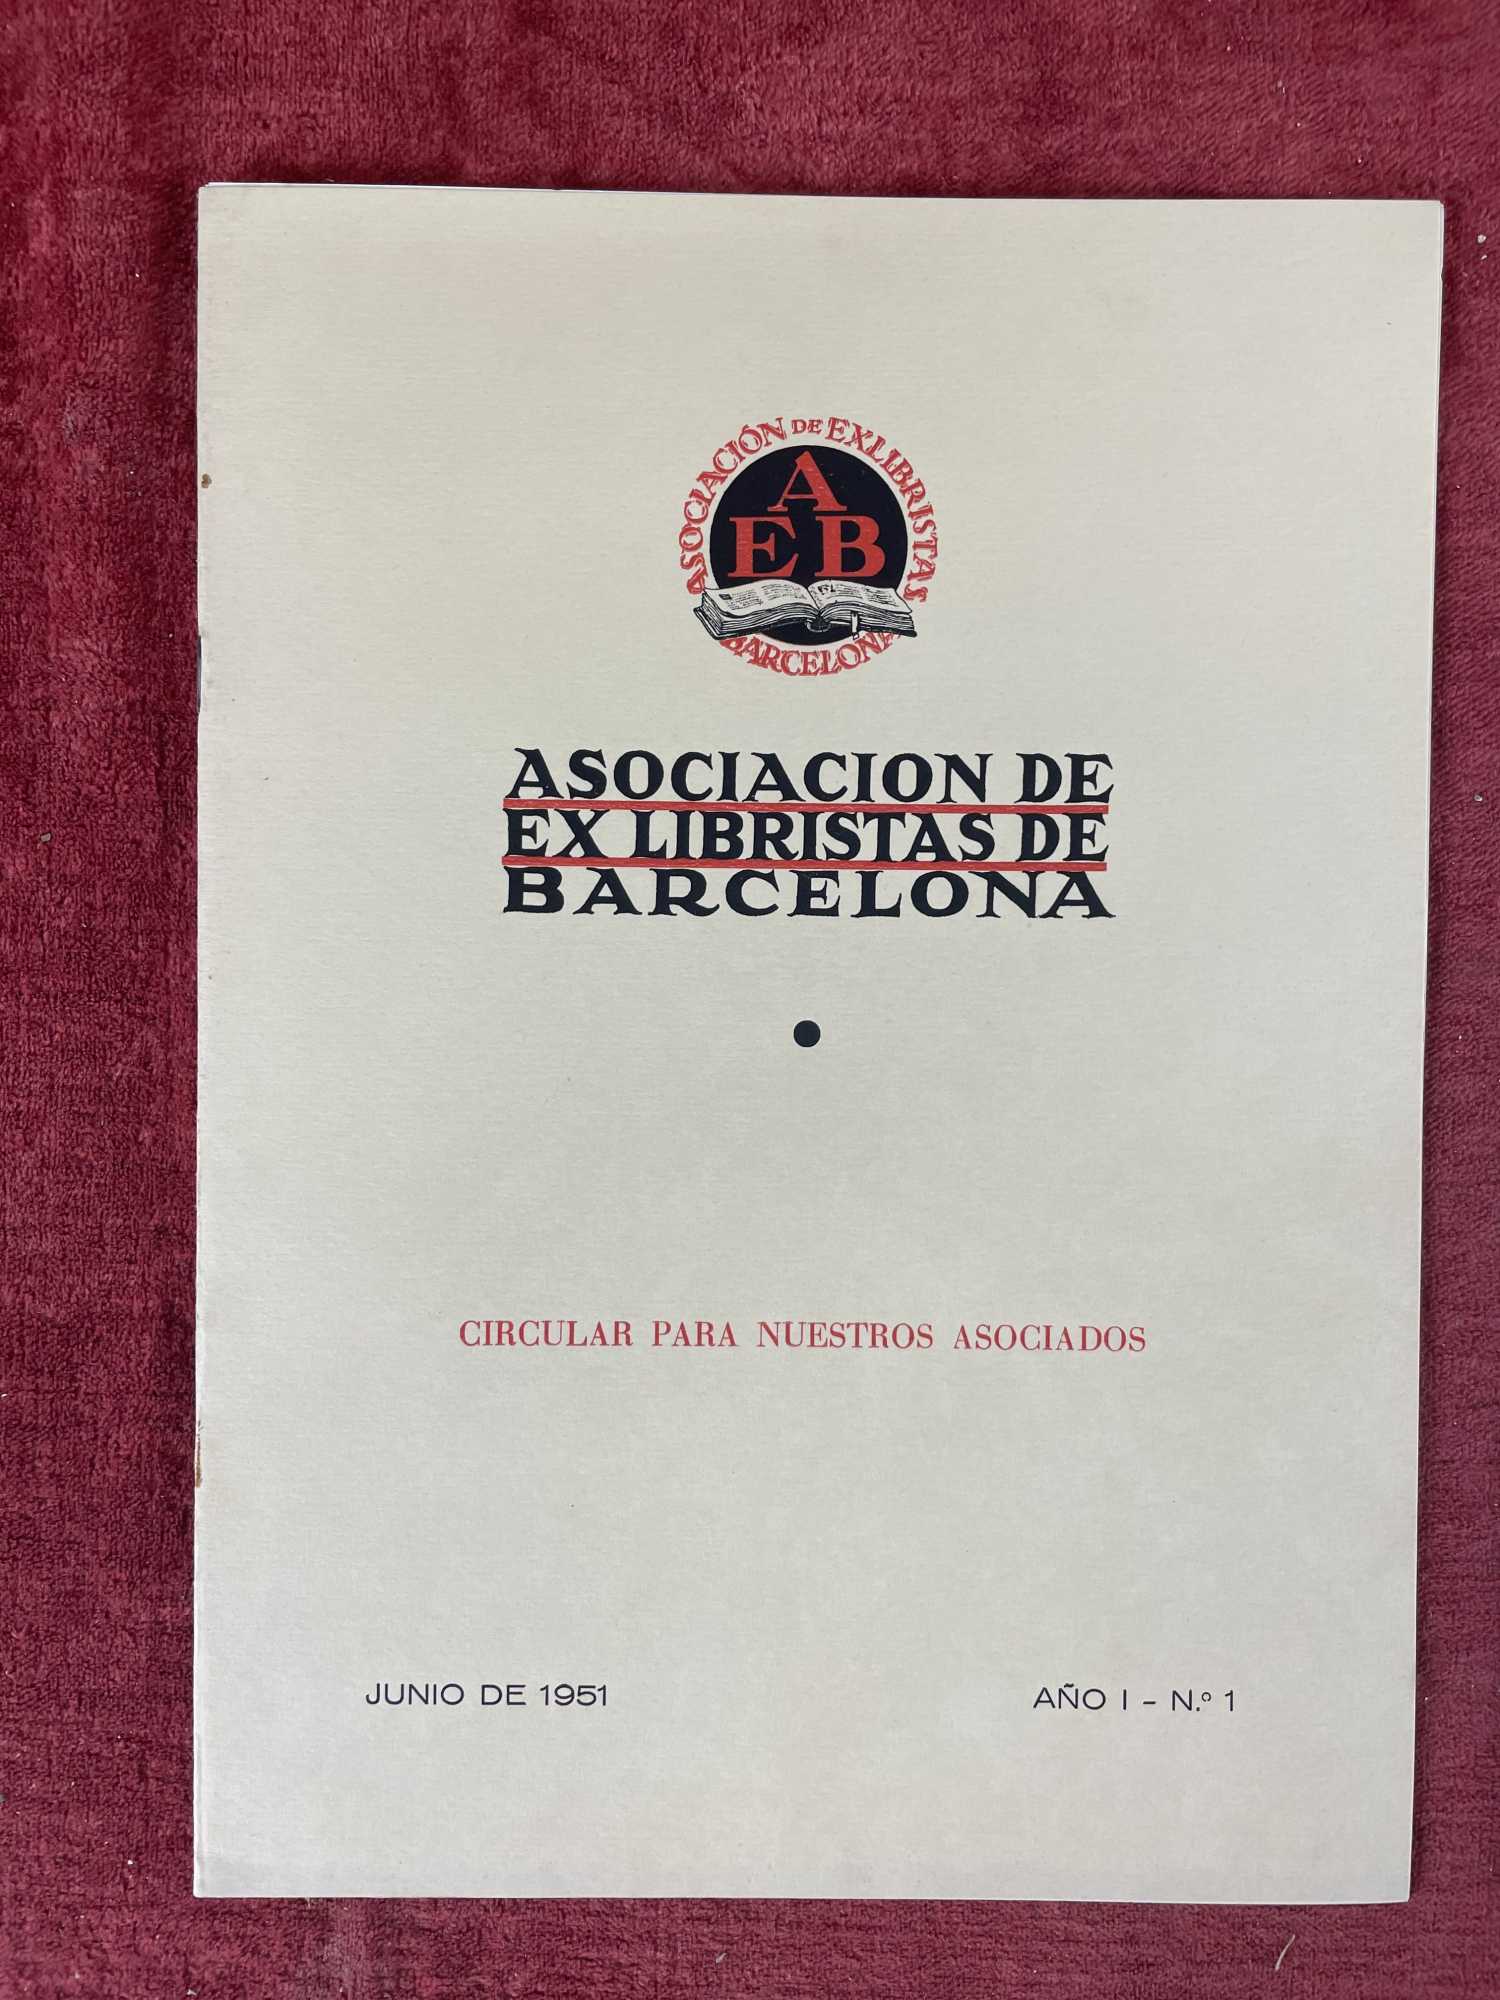 ASOCIACIÓN DE EXLIBRISTAS
A
EB
BARCELONA
ASOCIACION DE
EX LIBRISTAS DE
BARCELONA
CIRCULAR PARA NUESTROS ASOCIADOS
JUNIO DE 1951
AÑO I - N.º 1